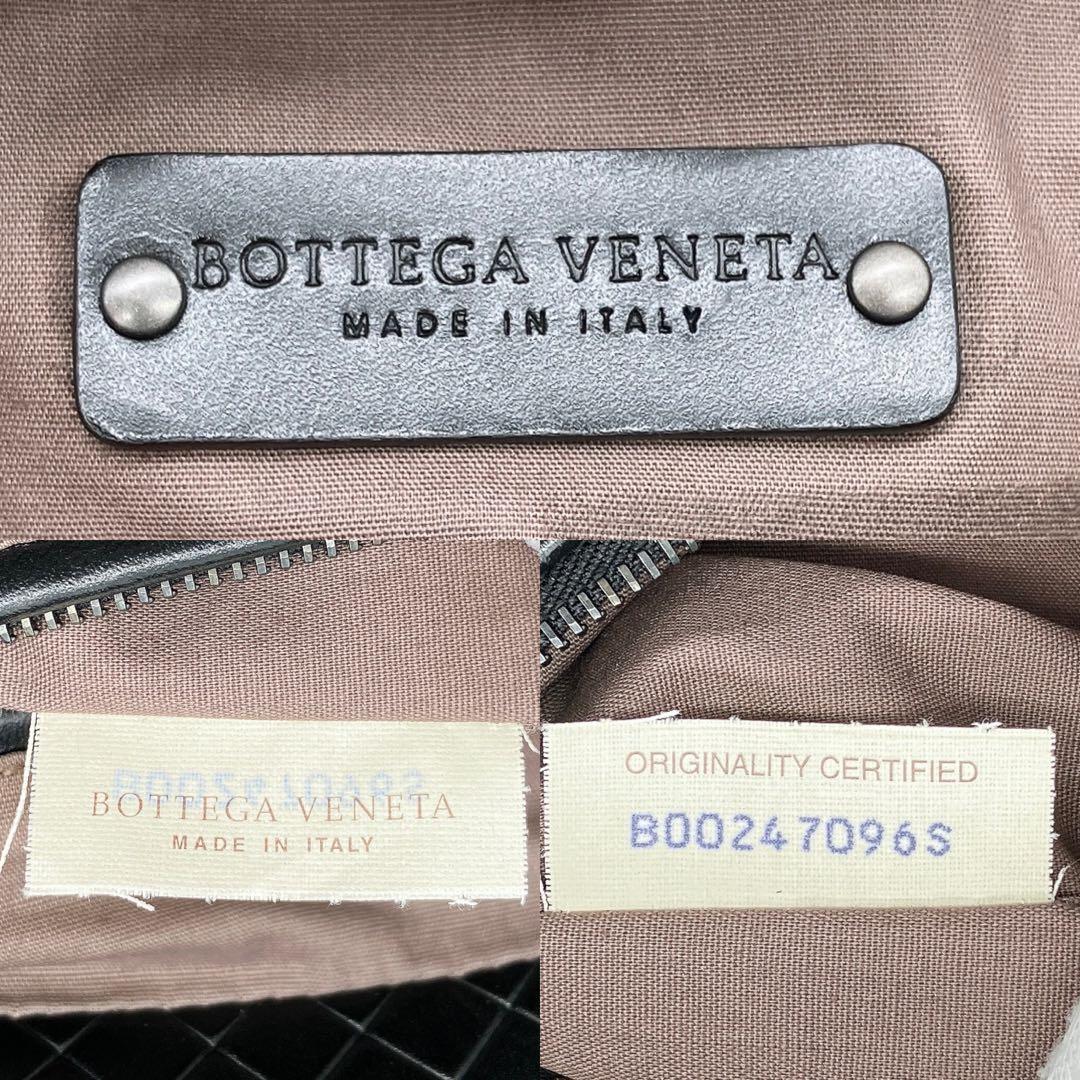 BOTTEGA VENETA
MADE IN ITALY
BOTTEGA VENETA
MADE IN ITALY
ORIGINALITY CERTIFIED
B00247096S